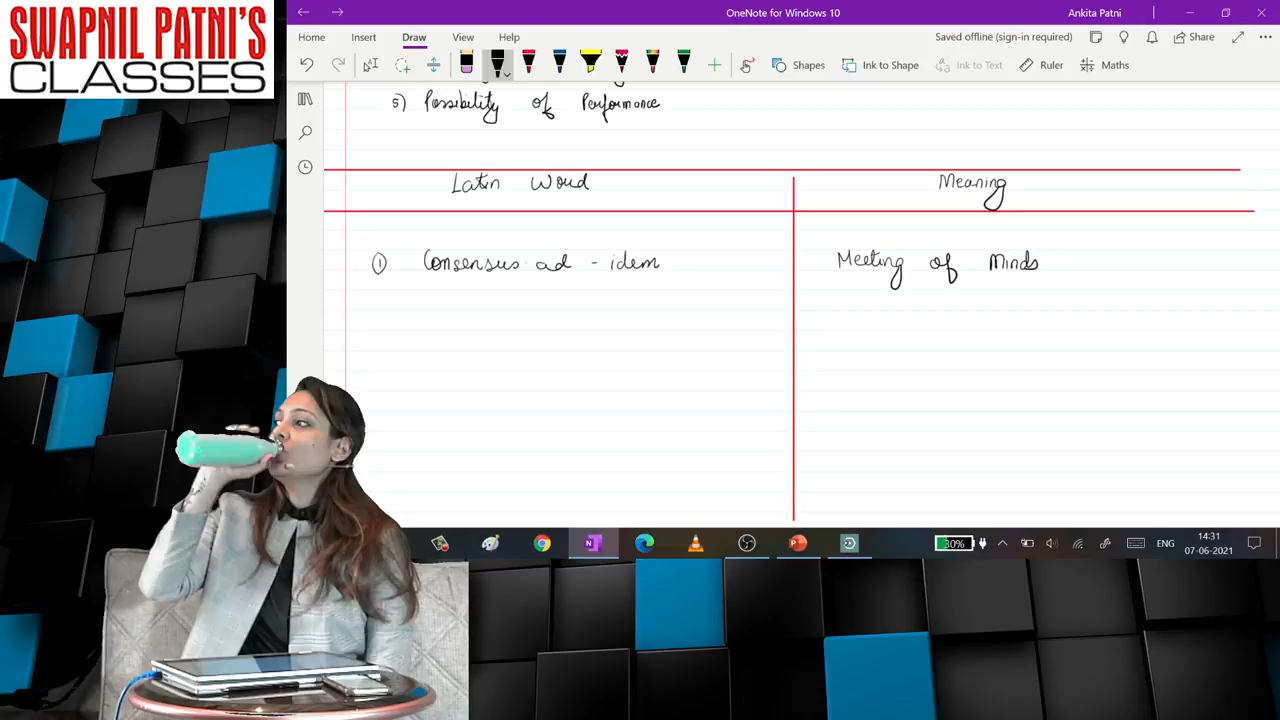 SWAPNIL PATNI'S
CLASSES
OneNote for Windows 10
Ankita Patni
Home Insert Draw View Help
Saved offline (sign-in required)
Share
Shapes Ink to Shape Ink to Text Ruler Maths
5) Possibility of Performance
Latin Word Meaning
① Consensus-ad-idem Meeting of Minds
30% ENG 14:31
07-06-2021